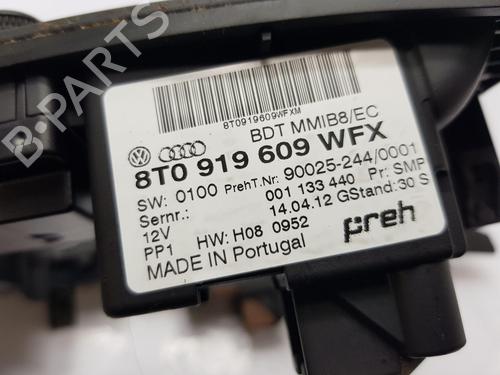 8T0919609WFXM
BDT MMIB8/EC
8T0 919 609 WFX
SW: 0100 PrehT.Nr: 90025-244/0001
Sernr.: 001 133 440 Pr: SMP
12V 14.04.12 GStand: 30 S
PP1 HW: H08 0952
MADE IN Portugal
preh
B-PARTS